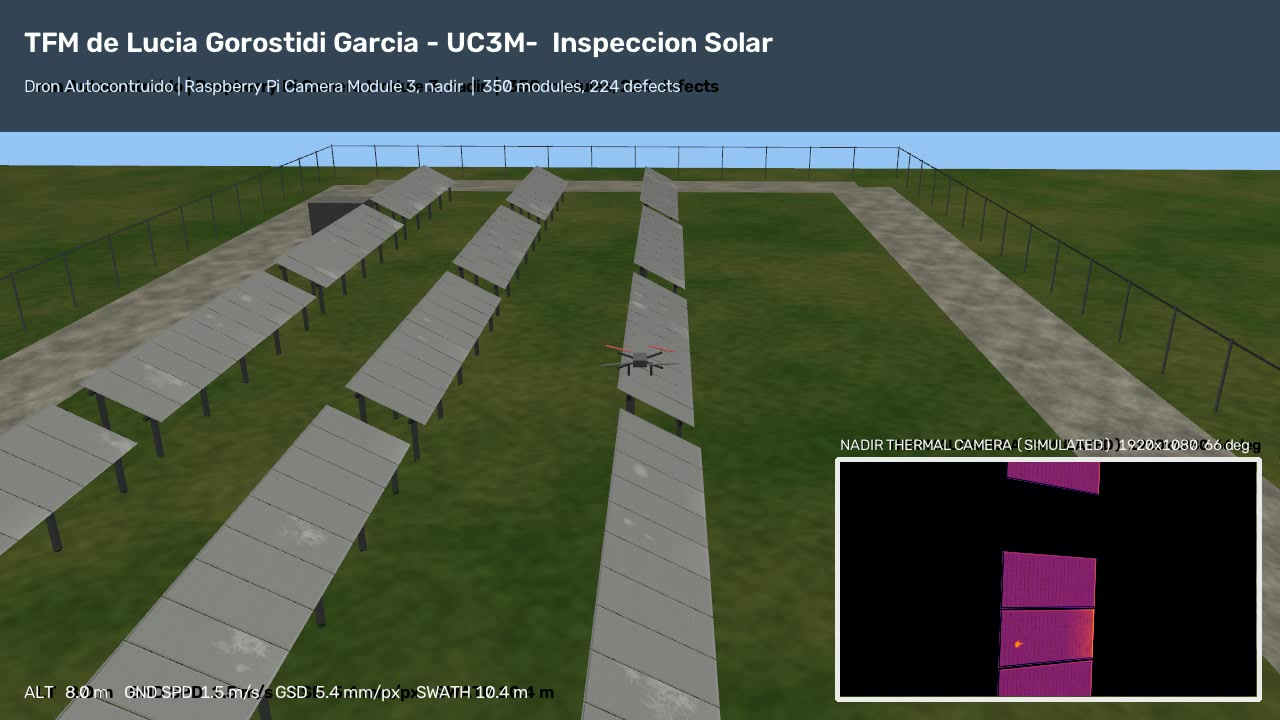 TFM de Lucia Gorostidi Garcia - UC3M-  Inspeccion Solar
Dron Autocontruido | Raspberry Pi Camera Module 3, nadir | 350 modules, 224 defects
NADIR THERMAL CAMERA (SIMULATED) 1920x1080 66 deg
ALT 8.0 m GND SPD 1.5 m/s GSD 5.4 mm/px SWATH 10.4 m